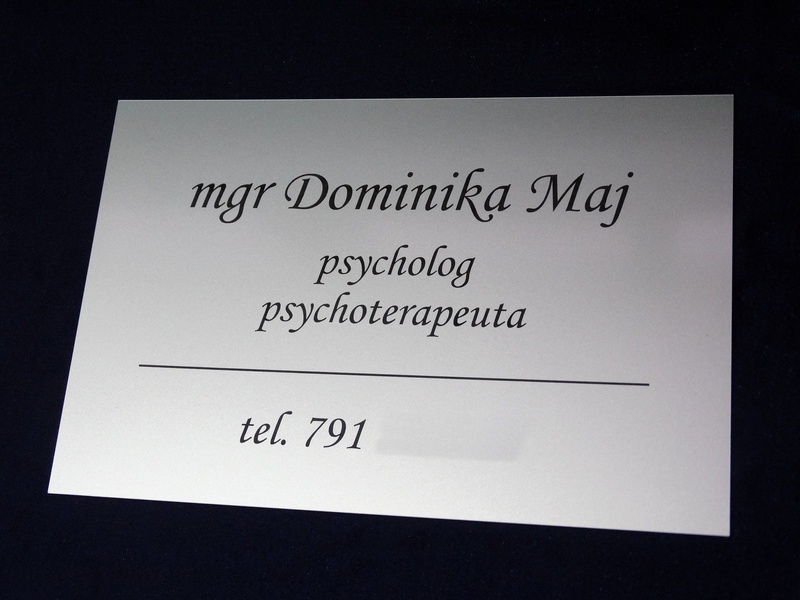 mgr Dominika Maj
psycholog
psychoterapeuta
tel. 791